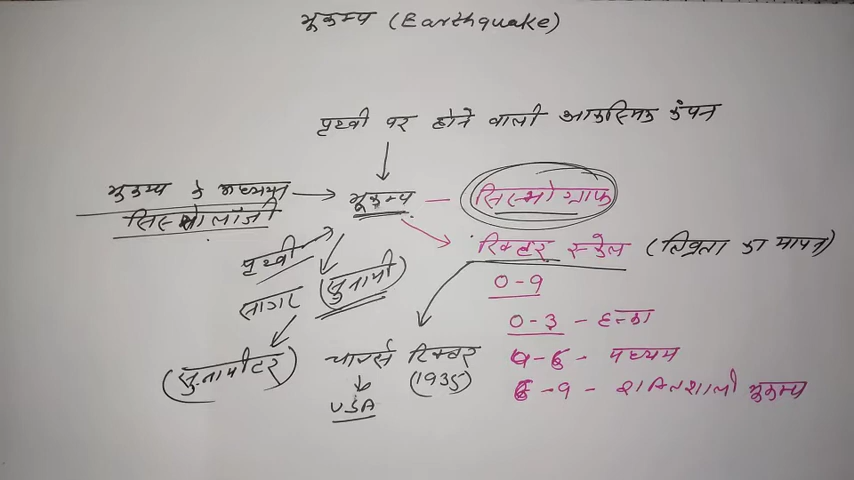 भूकम्प (Earthquake)
पृथ्वी पर होने वाली आकस्मिक कंपन
भूकम्प के अध्ययन
सिस्मोलॉजी
भूकम्प
सिस्मोग्राफ
रिक्टर स्केल (तिव्रता का मापन)
0-9
पृथ्वी
सागर (सुनामी)
(सुनामीटर)
चार्ल्स रिक्टर
(1935)
USA
0-3 - हल्का
4-6 - मध्यम
6-9 - शक्तिशाली भूकम्प